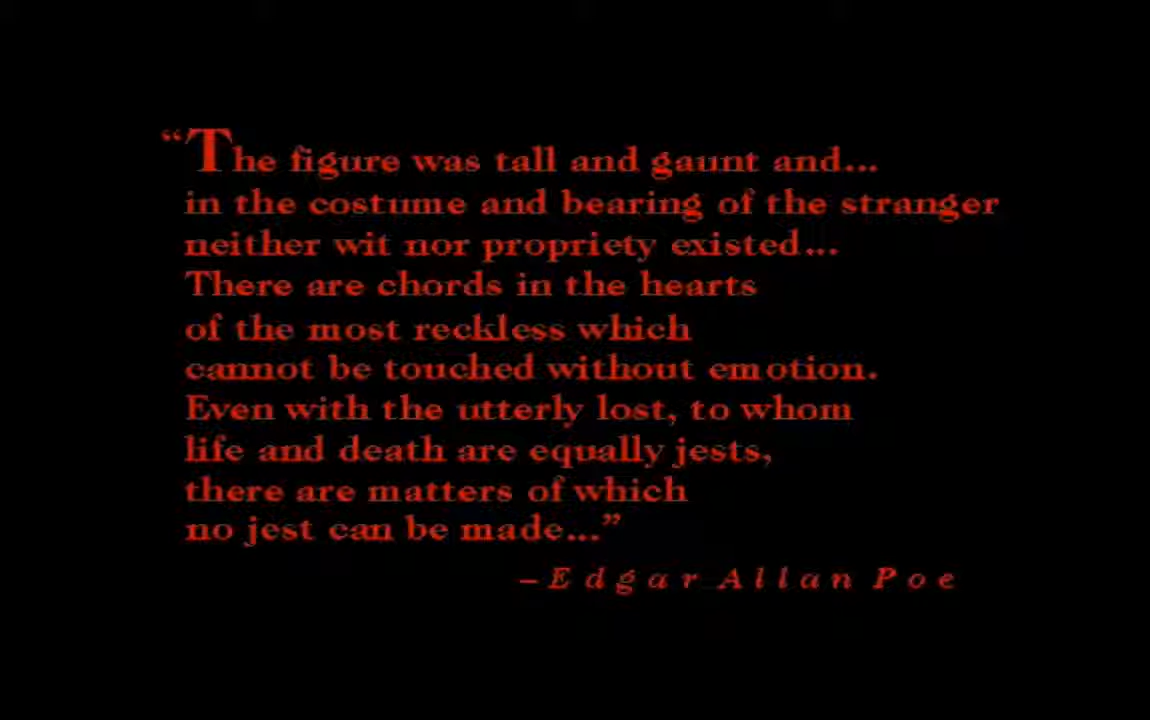 “The figure was tall and gaunt and...
in the costume and bearing of the stranger
neither wit nor propriety existed...
There are chords in the hearts
of the most reckless which
cannot be touched without emotion.
Even with the utterly lost, to whom
life and death are equally jests,
there are matters of which
no jest can be made...”
–Edgar Allan Poe